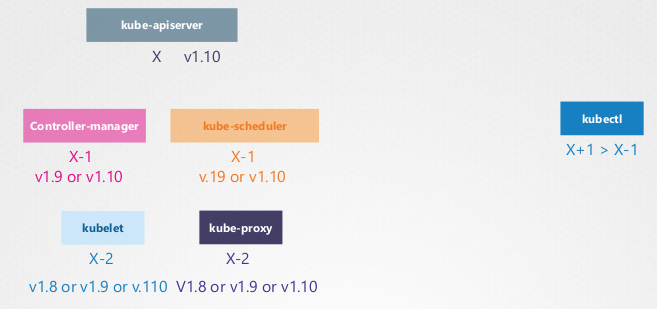 kube-apiserver
X v1.10
Controller-manager
kube-scheduler
kubectl
X-1
X-1
X+1 > X-1
v1.9 or v1.10
v.19 or v1.10
kubelet
kube-proxy
X-2
X-2
v1.8 or v1.9 or v.110
V1.8 or v1.9 or v1.10